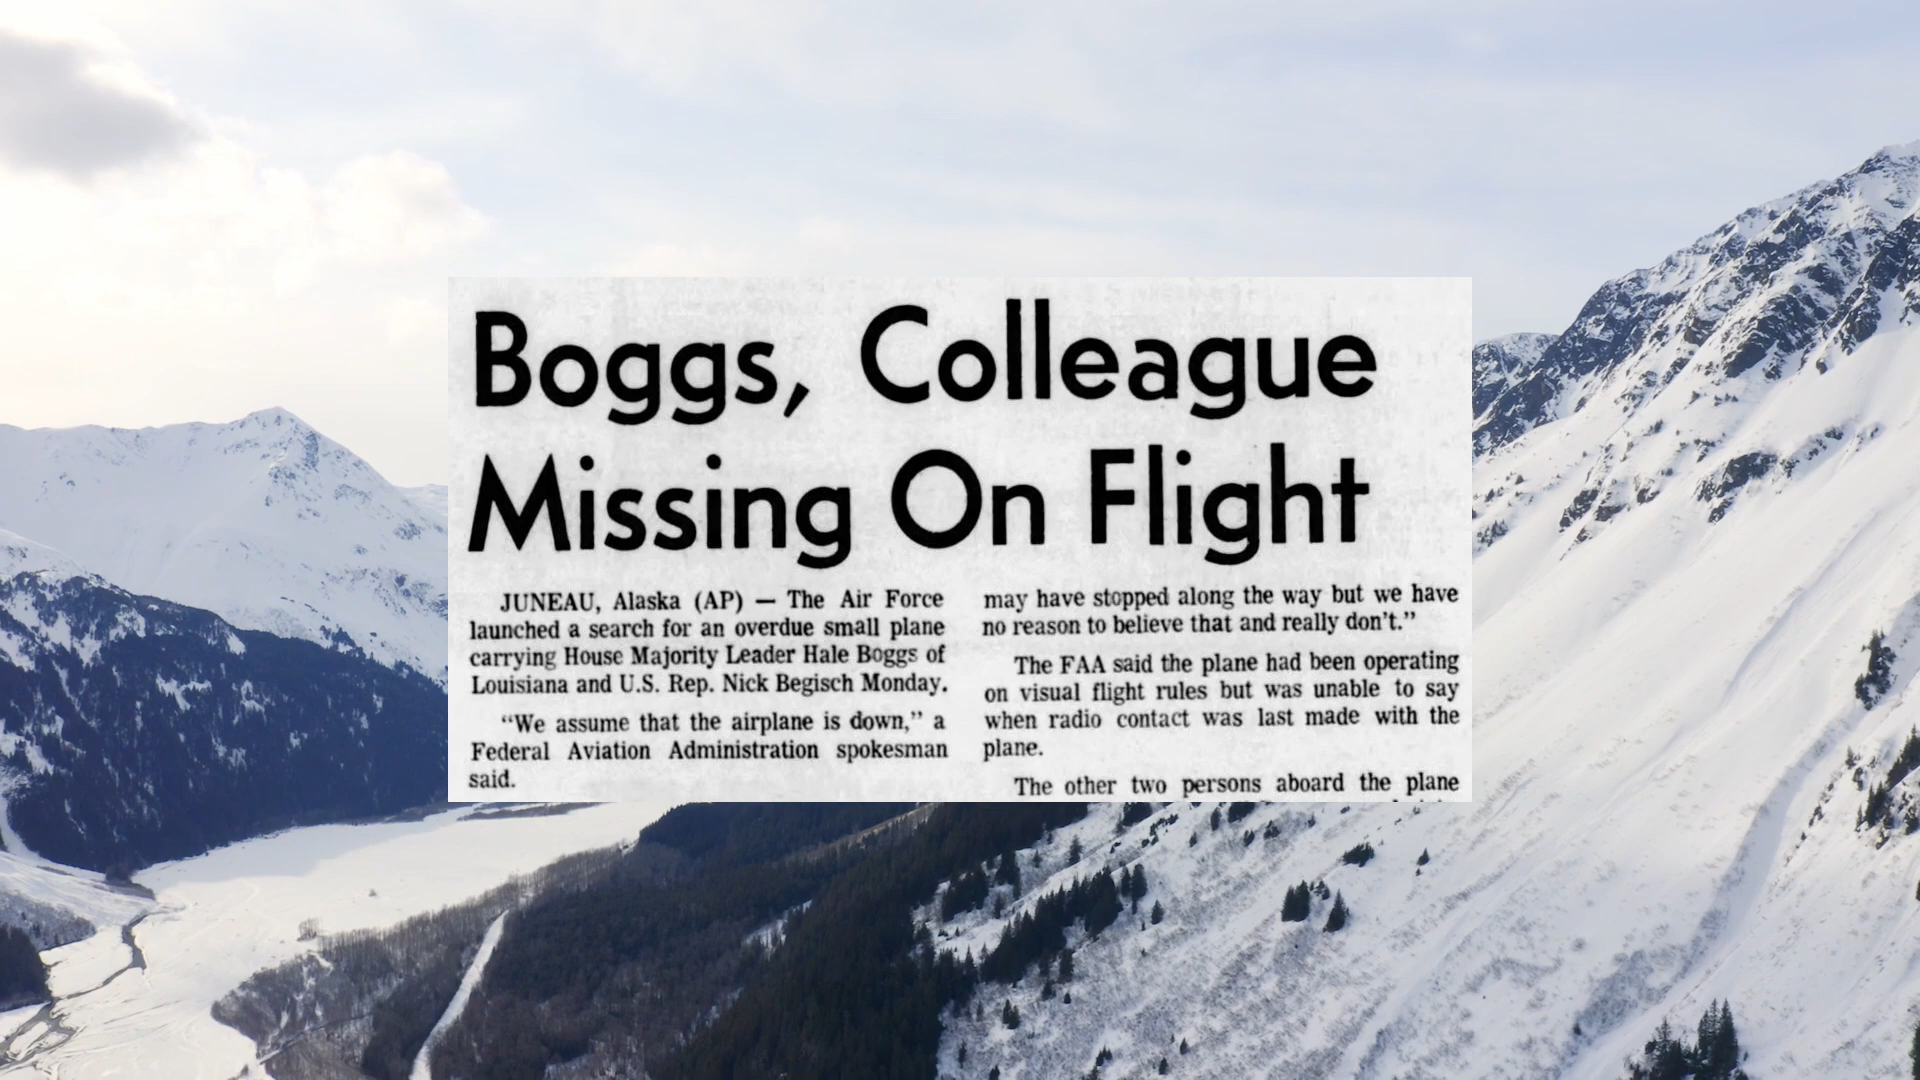 Boggs, Colleague
Missing On Flight
JUNEAU, Alaska (AP) — The Air Force
launched a search for an overdue small plane
carrying House Majority Leader Hale Boggs of
Louisiana and U.S. Rep. Nick Begisch Monday.
“We assume that the airplane is down,” a
Federal Aviation Administration spokesman
said.
may have stopped along the way but we have
no reason to believe that and really don’t.”
The FAA said the plane had been operating
on visual flight rules but was unable to say
when radio contact was last made with the
plane.
The other two persons aboard the plane